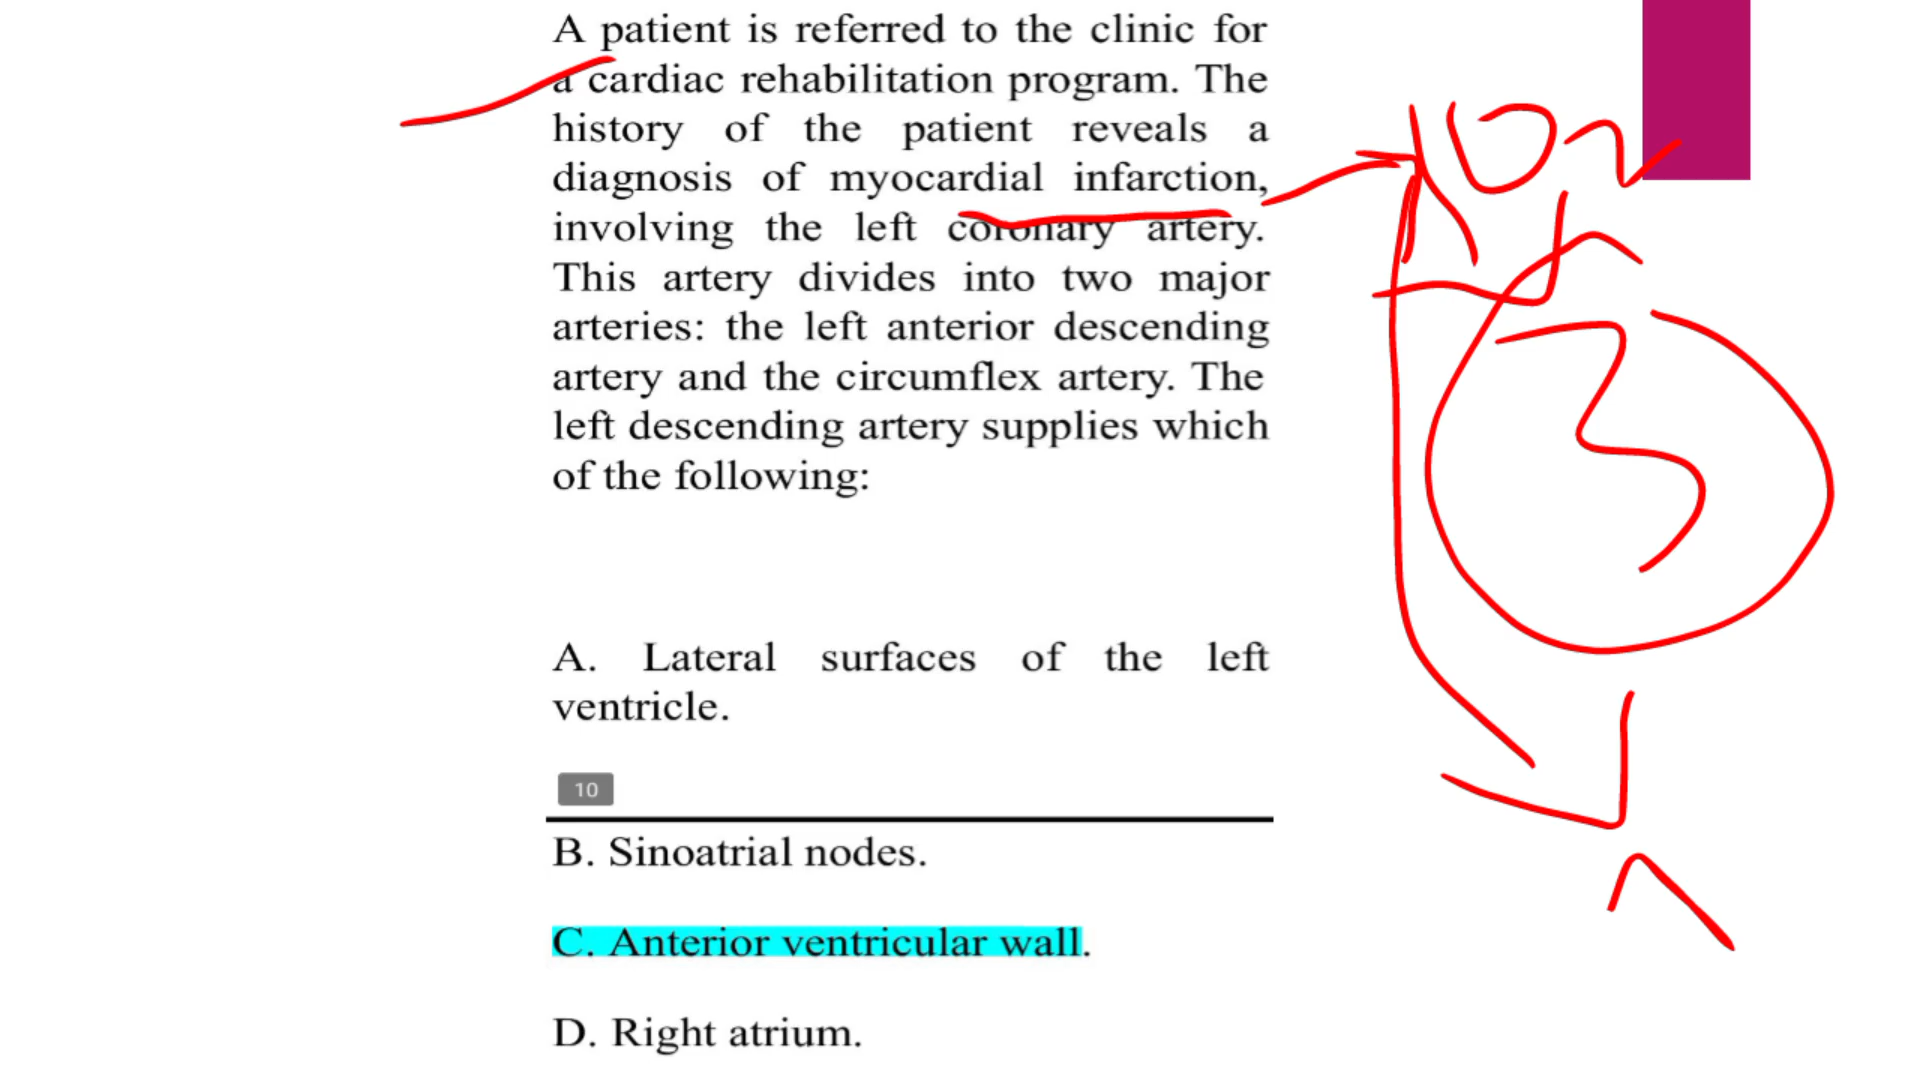 A patient is referred to the clinic for
a cardiac rehabilitation program. The
history of the patient reveals a
diagnosis of myocardial infarction,
involving the left coronary artery.
This artery divides into two major
arteries: the left anterior descending
artery and the circumflex artery. The
left descending artery supplies which
of the following:
A. Lateral surfaces of the left
ventricle.
10
B. Sinoatrial nodes.
C. Anterior ventricular wall.
D. Right atrium.